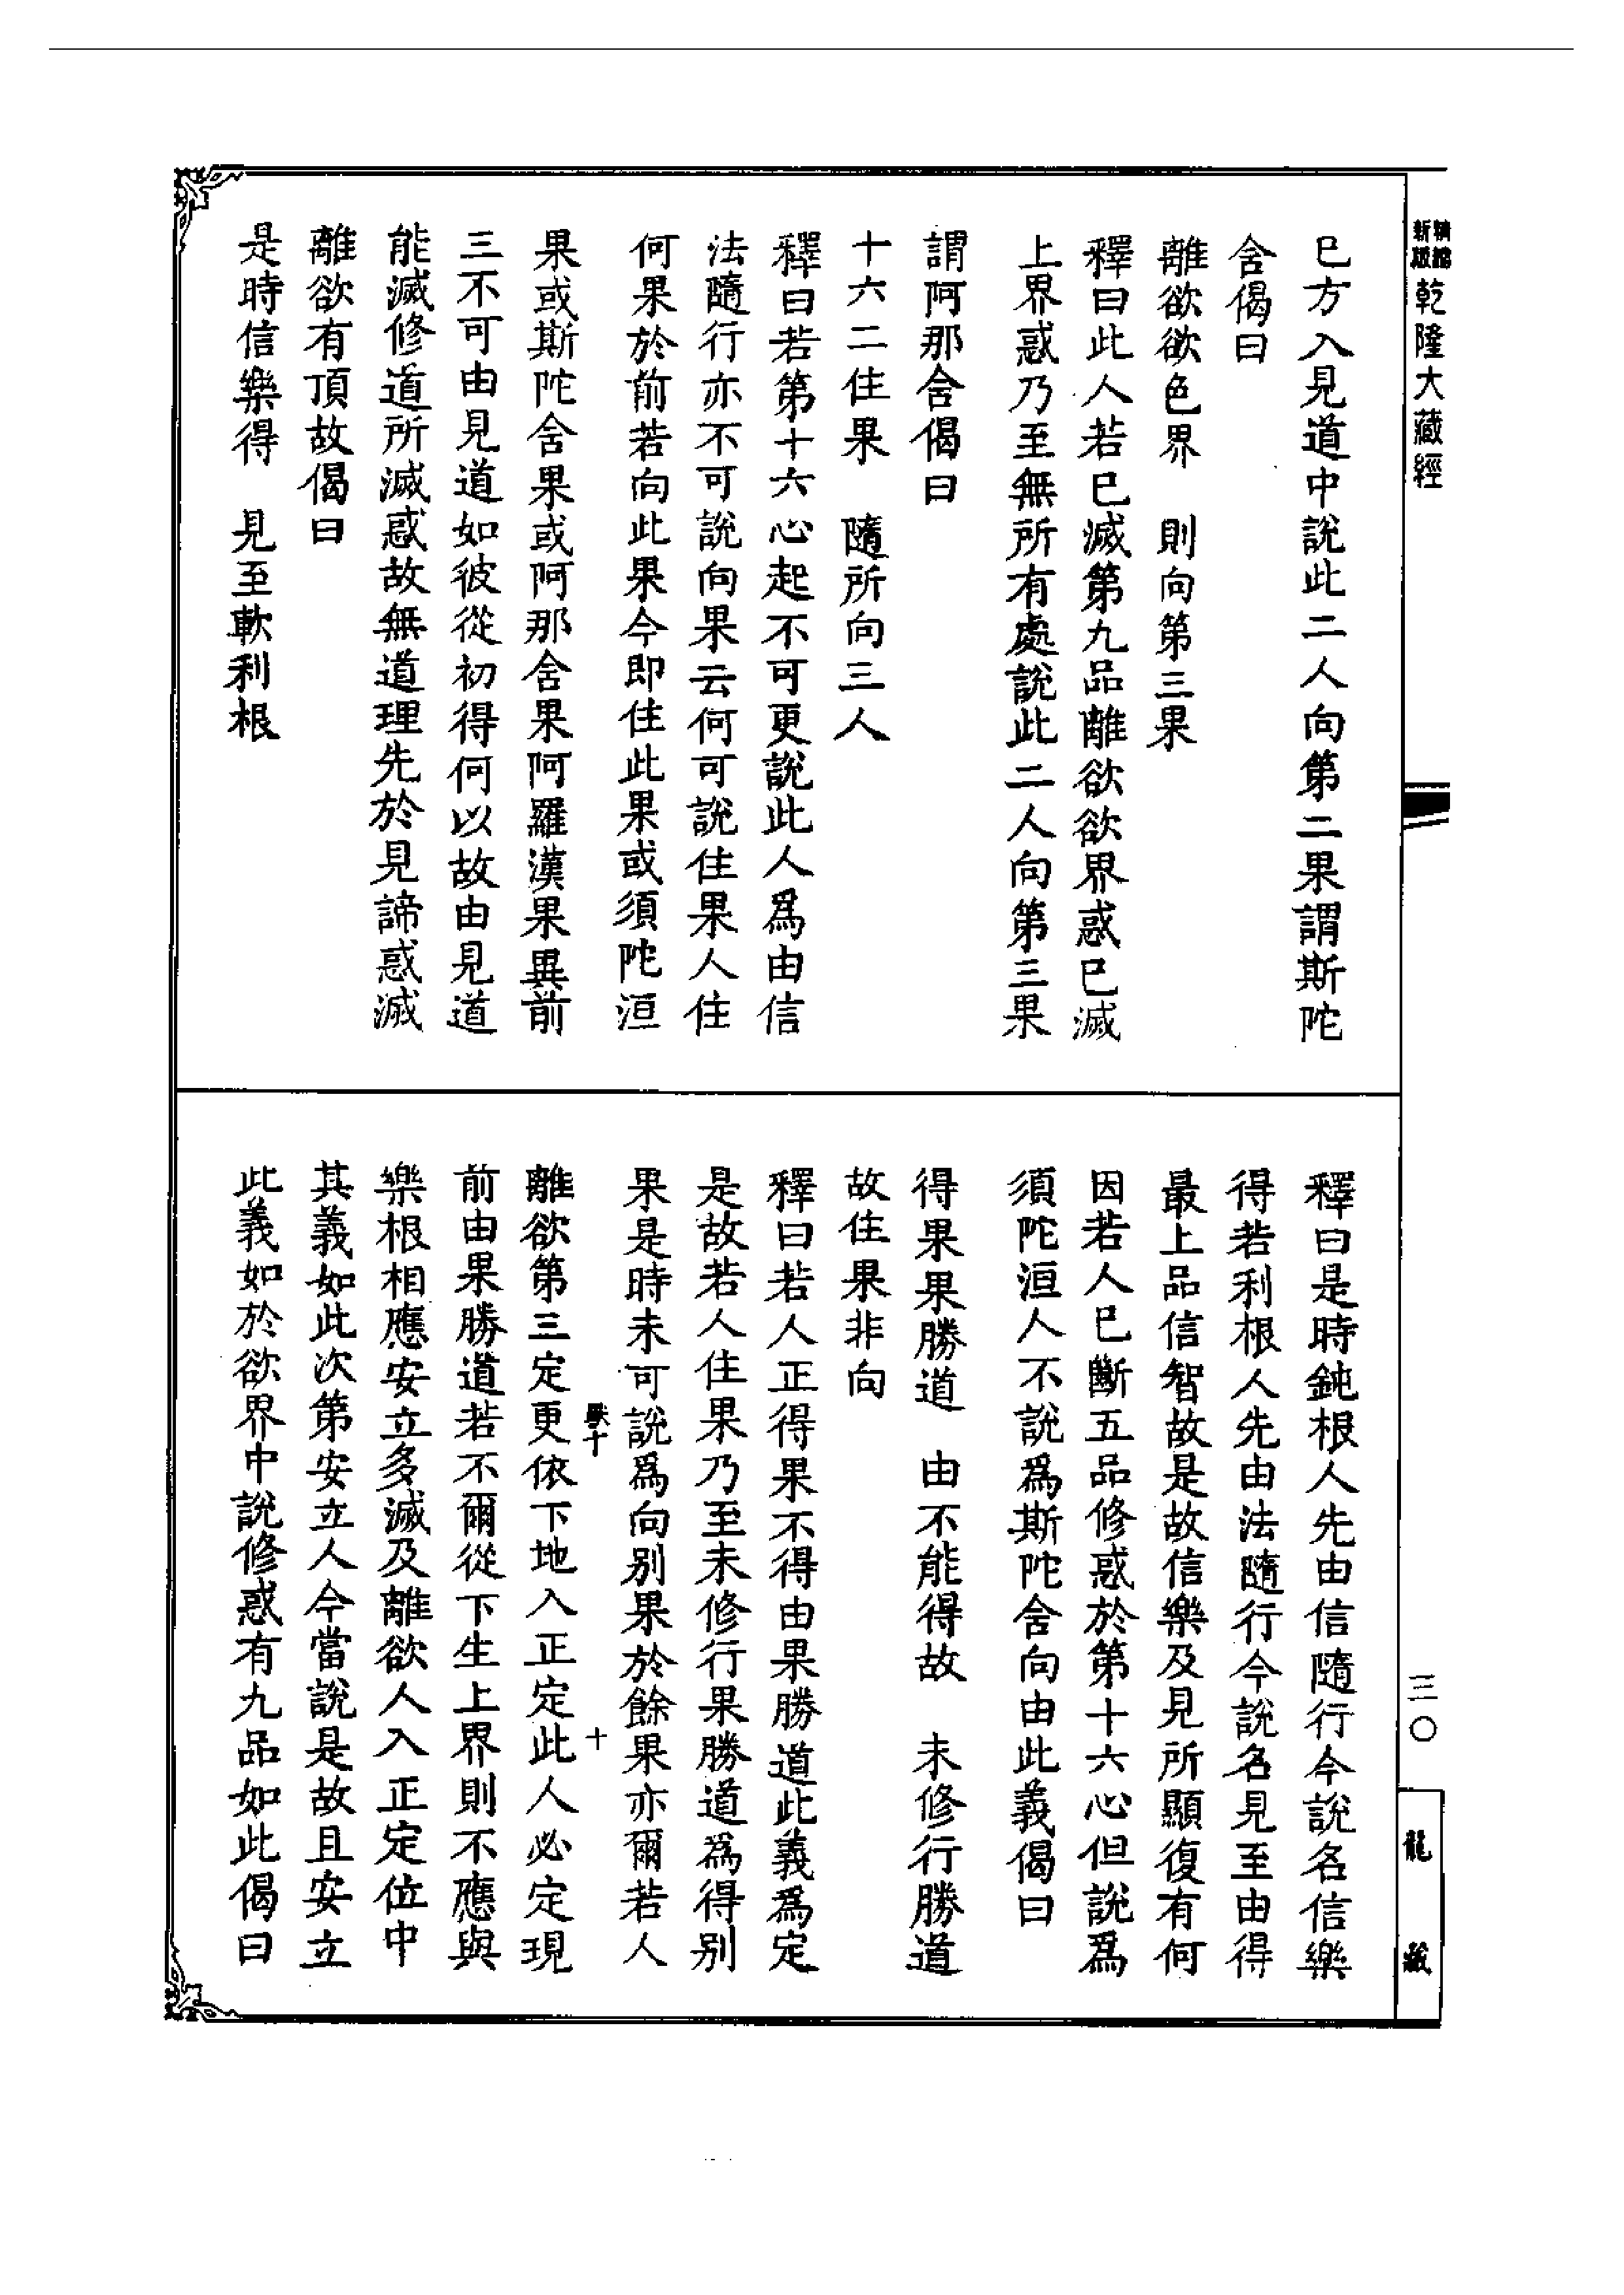 新版
精縮
乾隆大藏經
已方入見道中說此二人向第二果謂斯陀
含偈曰
離欲欲色界　則向第三果
釋曰此人若已滅第九品離欲欲界惑已滅
上界惑乃至無所有處說此二人向第三果
謂阿那含偈曰
十六二住果　隨所向三人
釋曰若第十六心起不可更說此人爲由信
法隨行亦不可說向果云何可說住果人住
何果於前若向此果今即住此果或須陀洹
果或斯陀含果或阿那含果阿羅漢果異前
三不可由見道如彼從初得何以故由見道
能滅修道所滅惑故無道理先於見諦惑滅
離欲有頂故偈曰
是時信樂得　見至軟利根
釋曰是時鈍根人先由信隨行今說名信樂
得若利根人先由法隨行今說名見至由得
最上品信智故是故信樂及見所顯復有何
因若人已斷五品修惑於第十六心但說爲
須陀洹人不說爲斯陀含向由此義偈曰
得果果勝道　由不能得故　未修行勝道
故住果非向
釋曰若人正得果不得由果勝道此義爲定
是故若人住果乃至未修行果勝道爲得別
果是時未可說爲向別果於餘果亦爾若人
離欲第三定更依下地入正定此人必定現
前由果勝道若不爾從下生上界則不應與
樂根相應安立多滅及離欲人入正定位中
其義如此次第安立人今當說是故且安立
此義如於欲界中說修惑有九品如此偈曰
十
三〇
龍藏